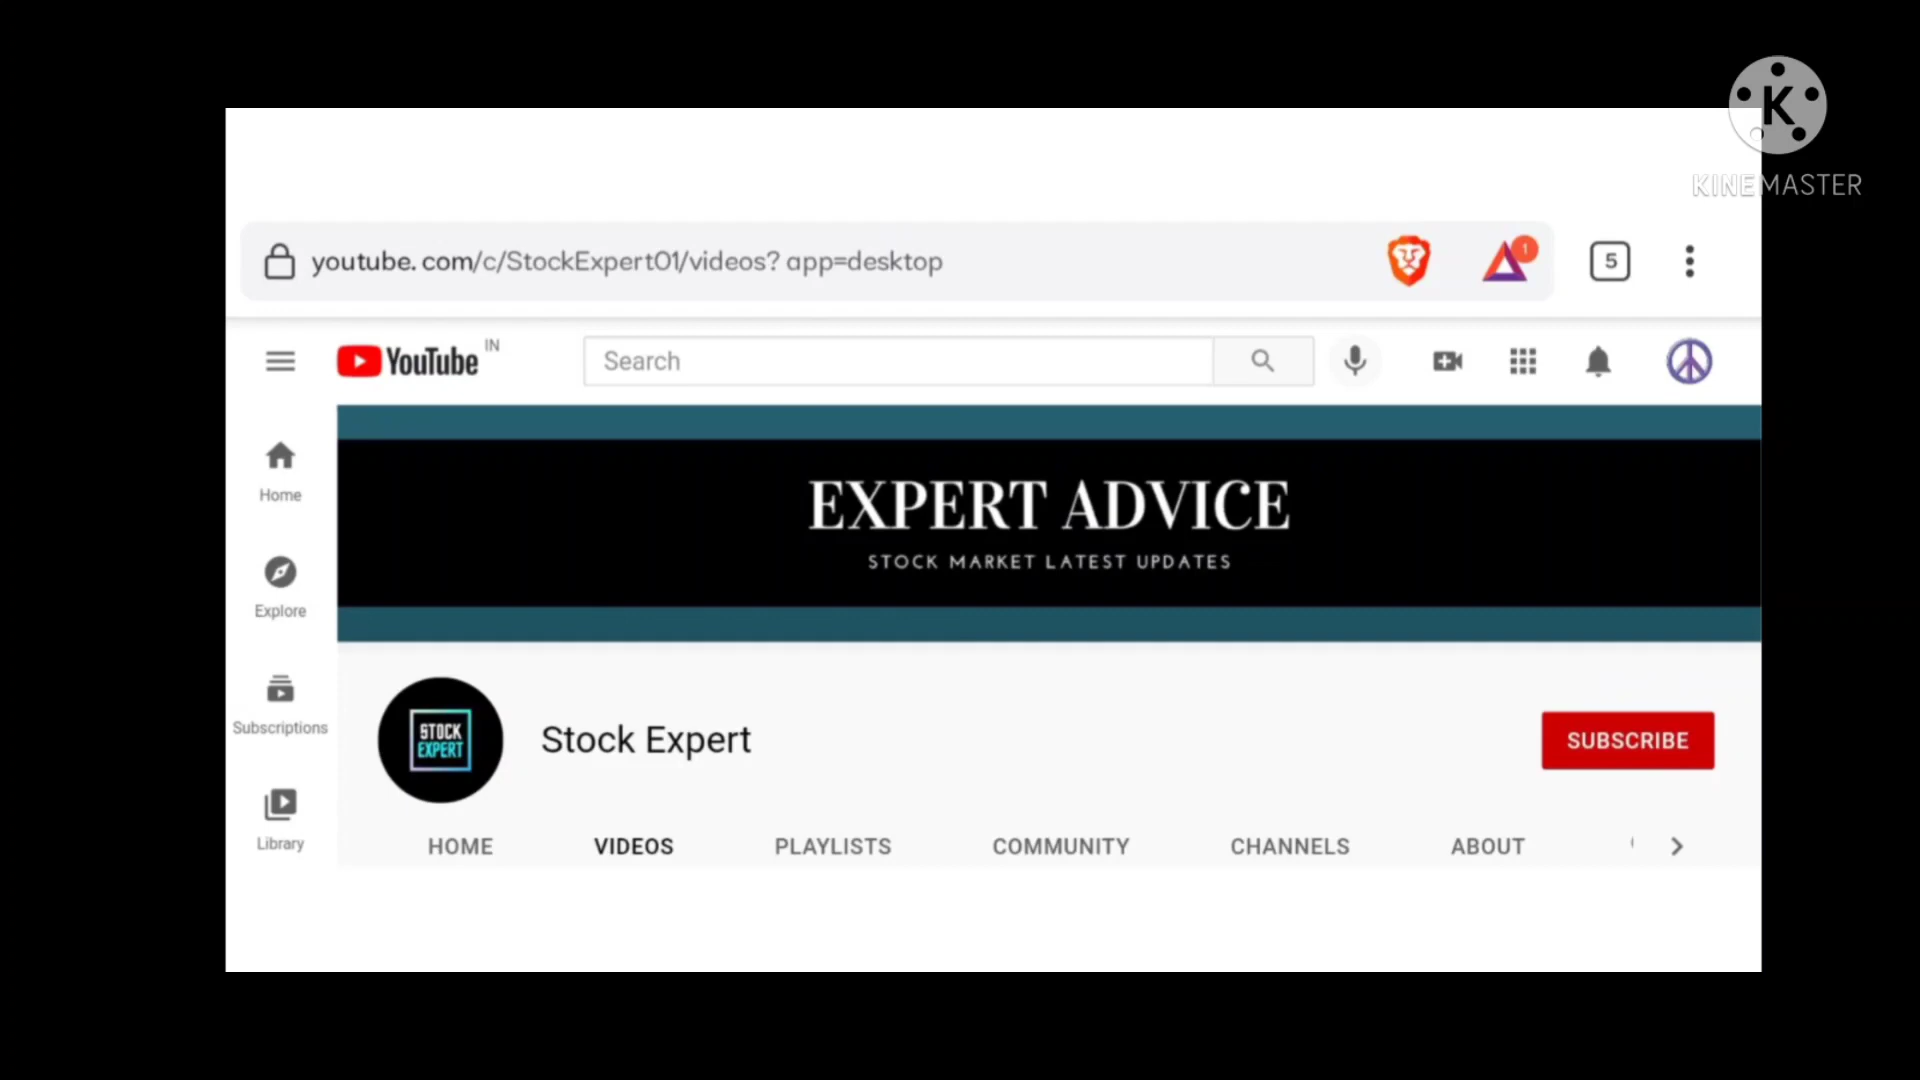 K
KINEMASTER
youtube. com/c/StockExpert01/videos? app=desktop
1
5
YouTube IN
Search
Home
EXPERT ADVICE
STOCK MARKET LATEST UPDATES
Explore
Subscriptions
STOCK
EXPERT
Stock Expert
SUBSCRIBE
Library
HOME VIDEOS PLAYLISTS COMMUNITY CHANNELS ABOUT